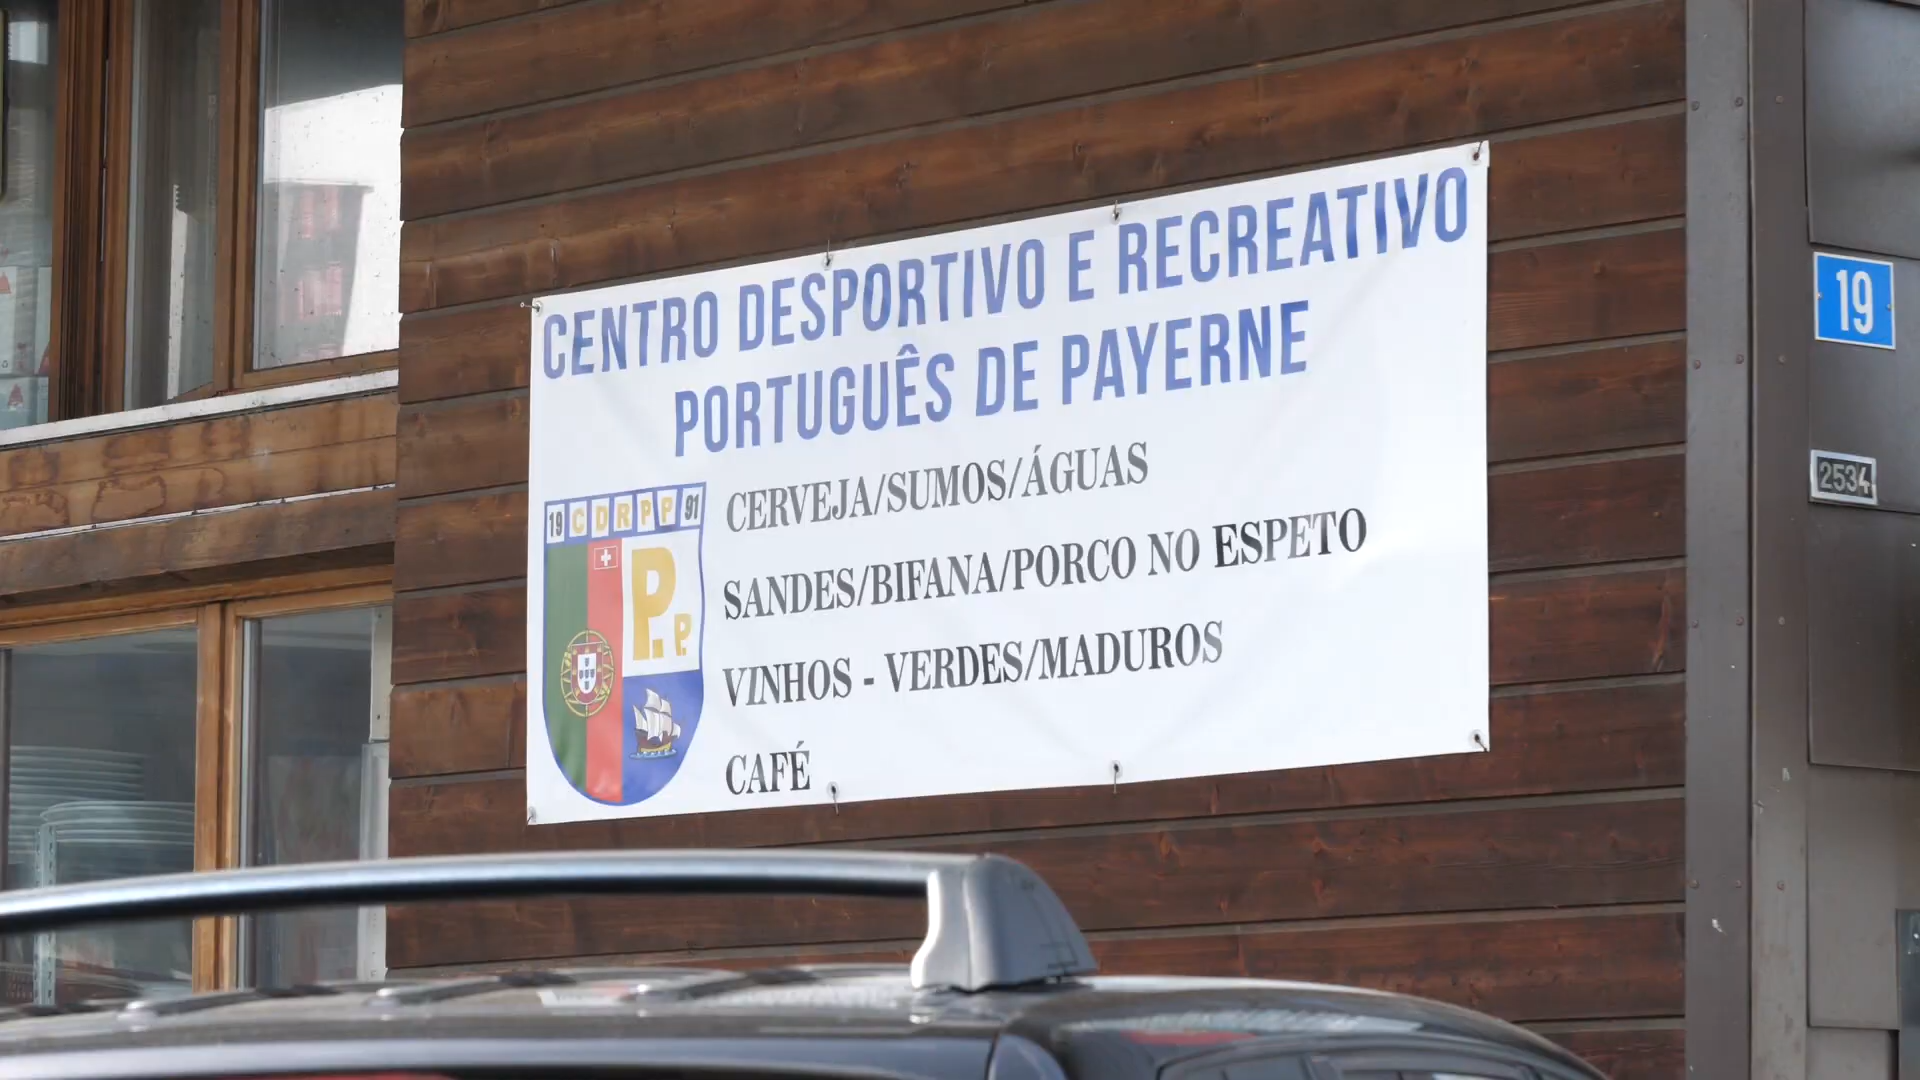 CENTRO DESPORTIVO E RECREATIVO
PORTUGUÊS DE PAYERNE
CERVEJA/SUMOS/ÁGUAS
SANDES/BIFANA/PORCO NO ESPETO
VINHOS - VERDES/MADUROS
CAFÉ
19 C D R P P 91
P. P.
19
2534